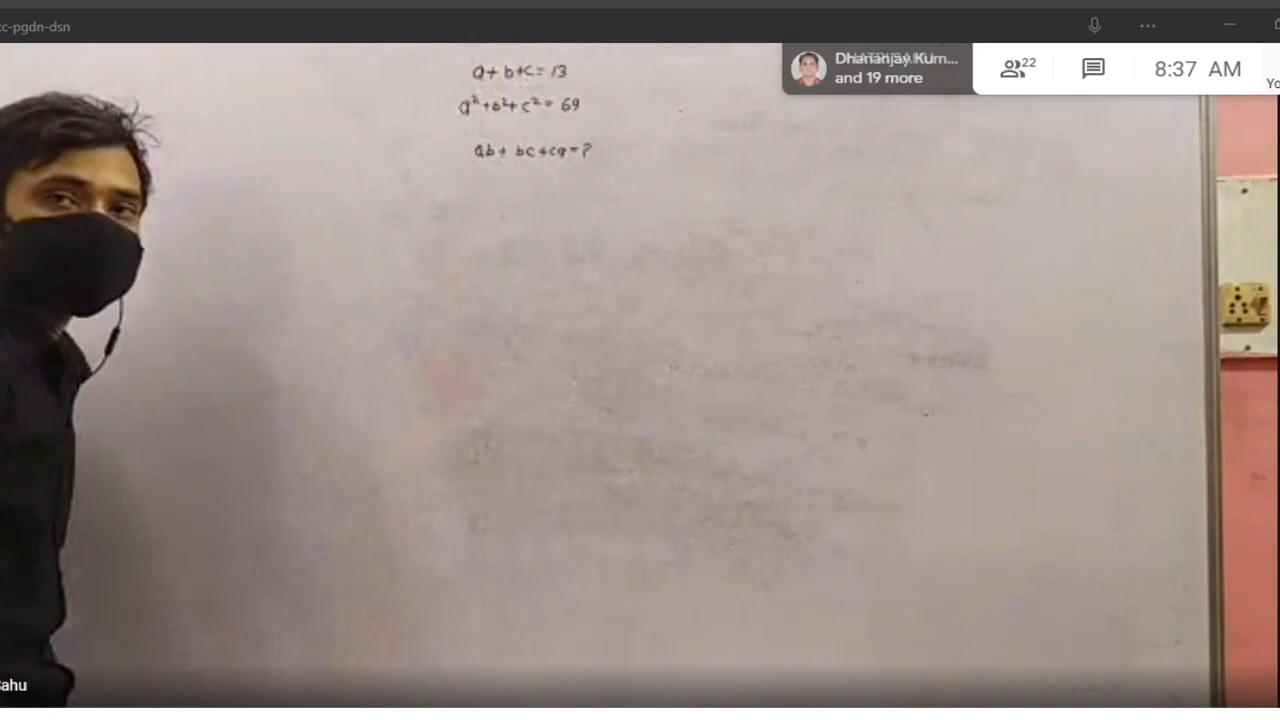 c-pgdn-dsn
Dhananjay Kum...
and 19 more
22
8:37 AM
Yo
a+b+c=13
a²+b²+c²=69
ab+bc+ca=?
ahu